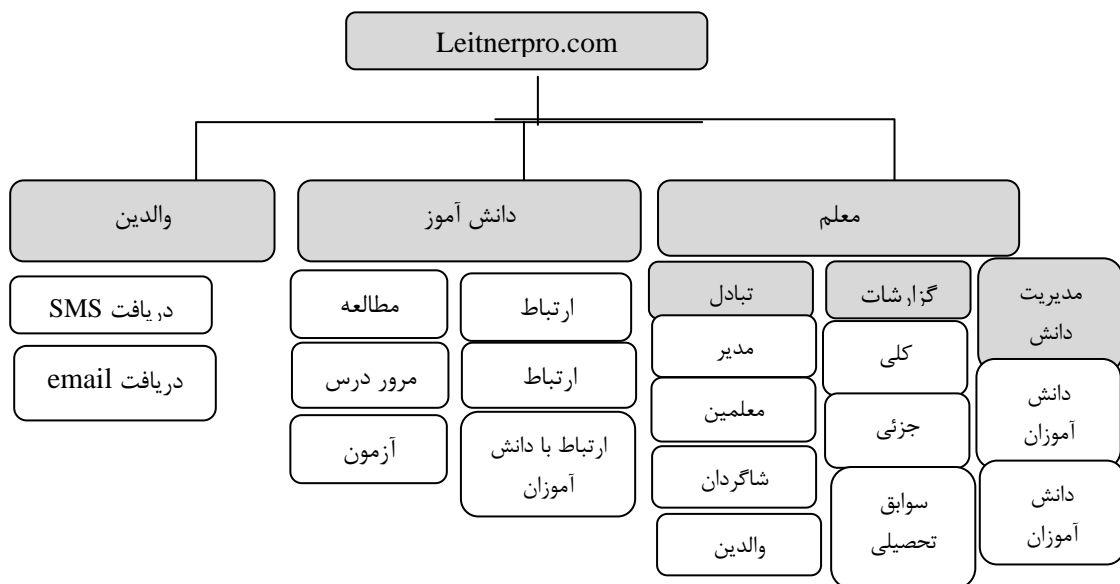 Leitnerpro.com
معلم
دانش آموز
والدین
مدیریت
دانش
دانش
آموزان
دانش
آموزان
گزارشات
کلی
جزئی
سوابق
تحصیلی
تبادل
مدیر
معلمین
شاگردان
والدین
ارتباط
ارتباط
ارتباط با دانش
آموزان
مطالعه
مرور درس
آزمون
دریافت SMS
دریافت email